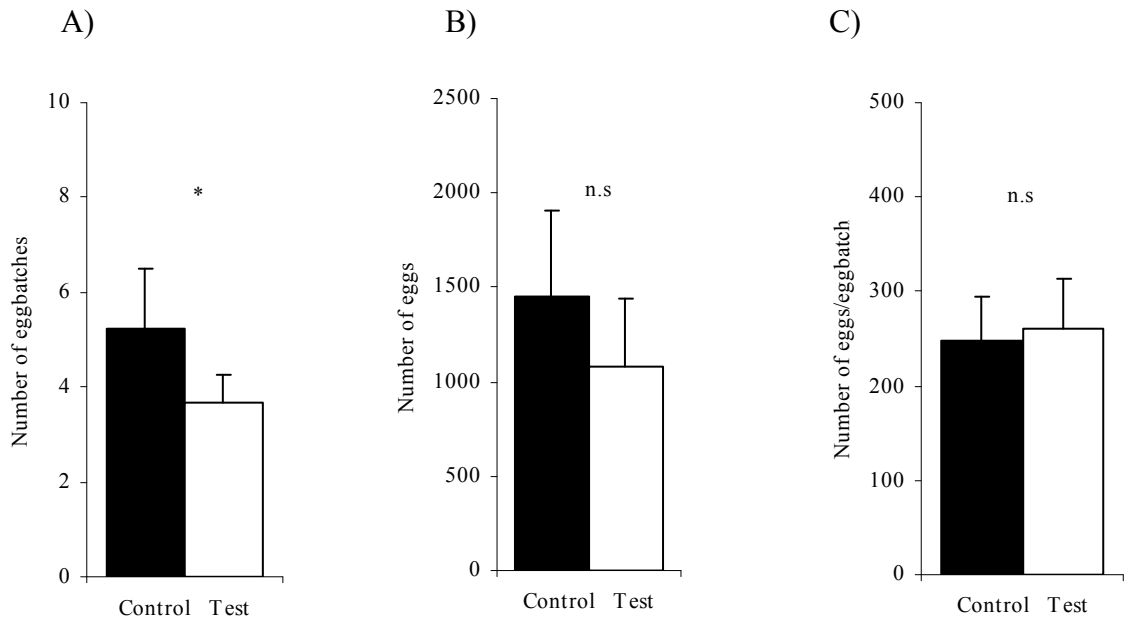 A)
Number of eggbatches
10
8
6
4
2
0
*
Control Test
B)
Number of eggs
2500
2000
1500
1000
500
0
n.s
Control Test
C)
Number of eggs/eggbatch
500
400
300
200
100
0
n.s
Control Test